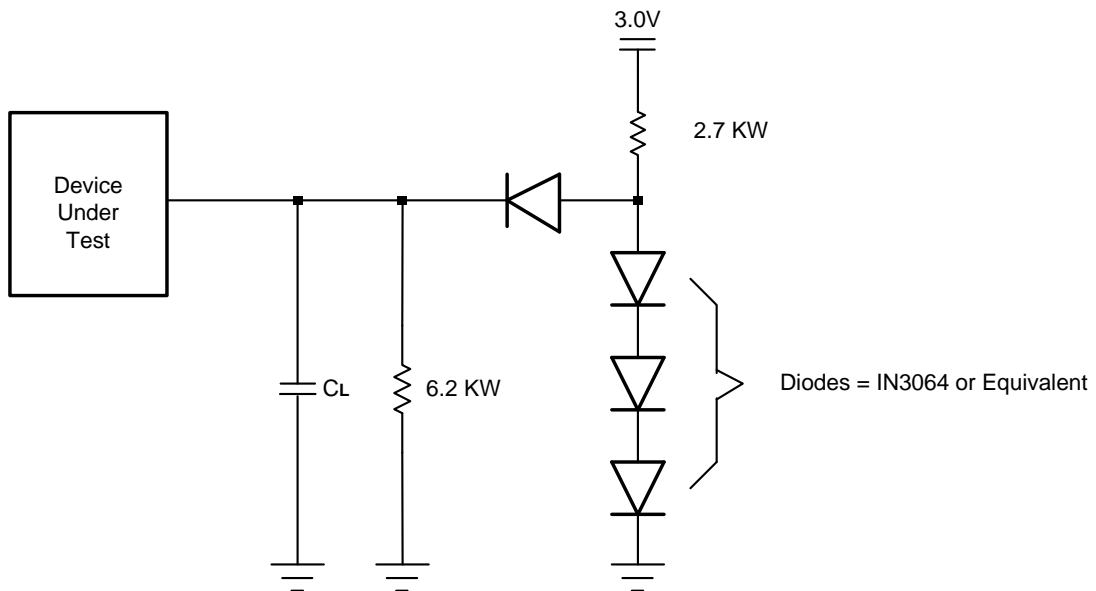 3.0V
2.7 KW
Device
Under
Test
CL
6.2 KW
Diodes = IN3064 or Equivalent